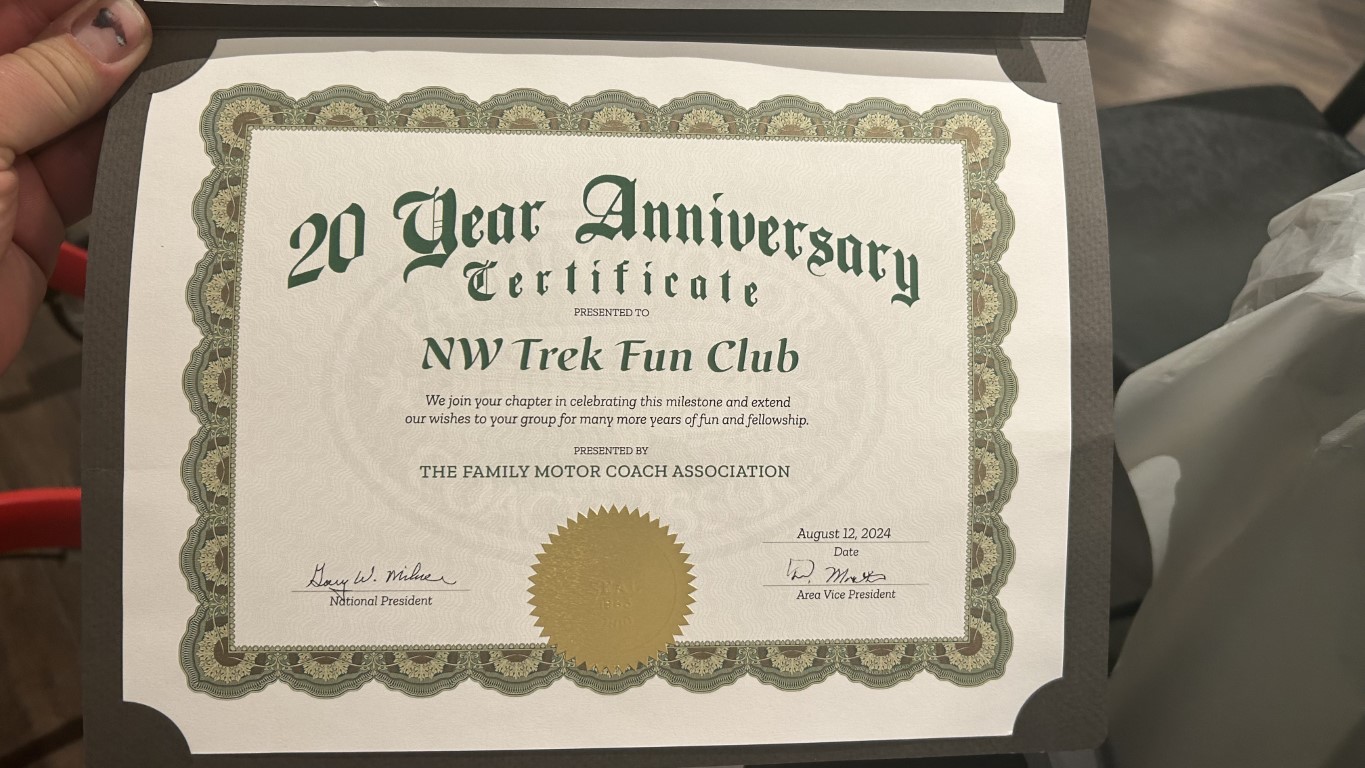 20 Year Anniversary
Certificate
PRESENTED TO
NW Trek Fun Club
We join your chapter in celebrating this milestone and extend
our wishes to your group for many more years of fun and fellowship.
PRESENTED BY
THE FAMILY MOTOR COACH ASSOCIATION
August 12, 2024
Date
Gary W. Milner
National President
Area Vice President